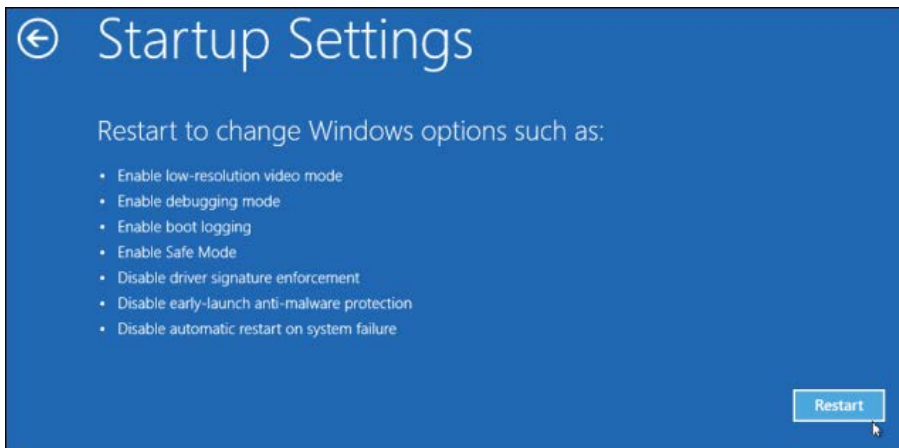 Startup Settings
Restart to change Windows options such as:
• Enable low-resolution video mode
• Enable debugging mode
• Enable boot logging
• Enable Safe Mode
• Disable driver signature enforcement
• Disable early-launch anti-malware protection
• Disable automatic restart on system failure
Restart